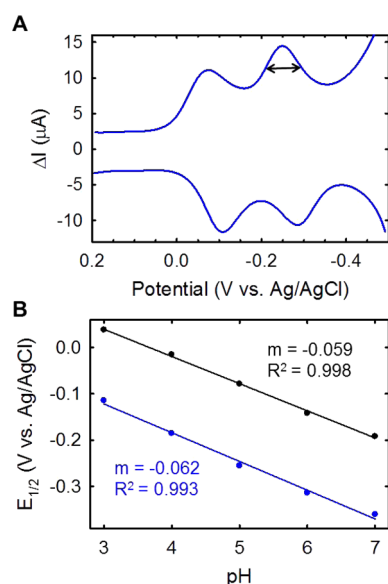 A
15
10
5
0
-5
-10
ΔI (μA)
0.2 0.0 -0.2 -0.4
Potential (V vs. Ag/AgCl)
B
0.0
-0.1
-0.2
-0.3
E1/2 (V vs. Ag/AgCl)
m = -0.059
R² = 0.998
m = -0.062
R² = 0.993
3 4 5 6 7
pH